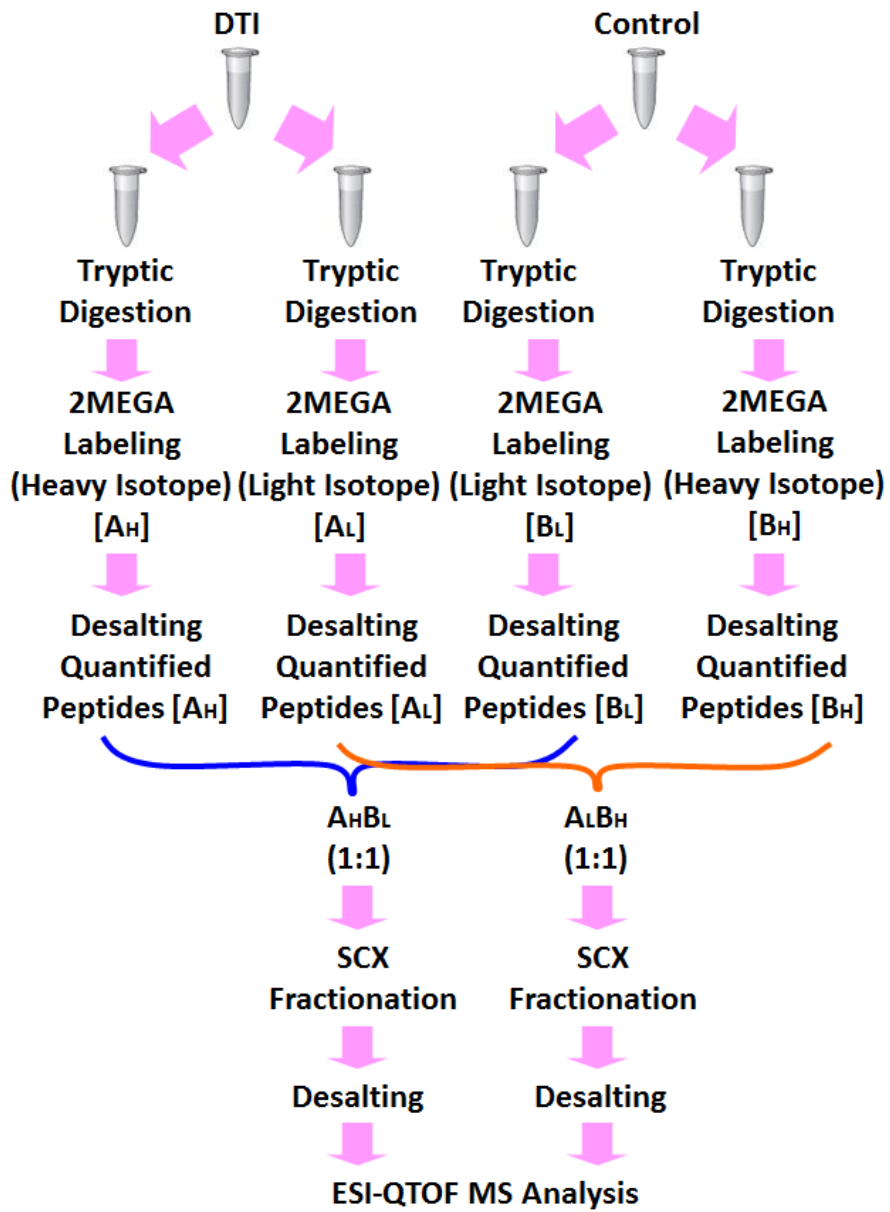 DTI
Control
Tryptic Digestion
Tryptic Digestion
Tryptic Digestion
Tryptic Digestion
2MEGA Labeling (Heavy Isotope) [AH]
2MEGA Labeling (Light Isotope) [AL]
2MEGA Labeling (Light Isotope) [BL]
2MEGA Labeling (Heavy Isotope) [BH]
Desalting Quantified Peptides [AH]
Desalting Quantified Peptides [AL]
Desalting Quantified Peptides [BL]
Desalting Quantified Peptides [BH]
AHBL (1:1)
ALBH (1:1)
SCX Fractionation
SCX Fractionation
Desalting
Desalting
ESI-QTOF MS Analysis